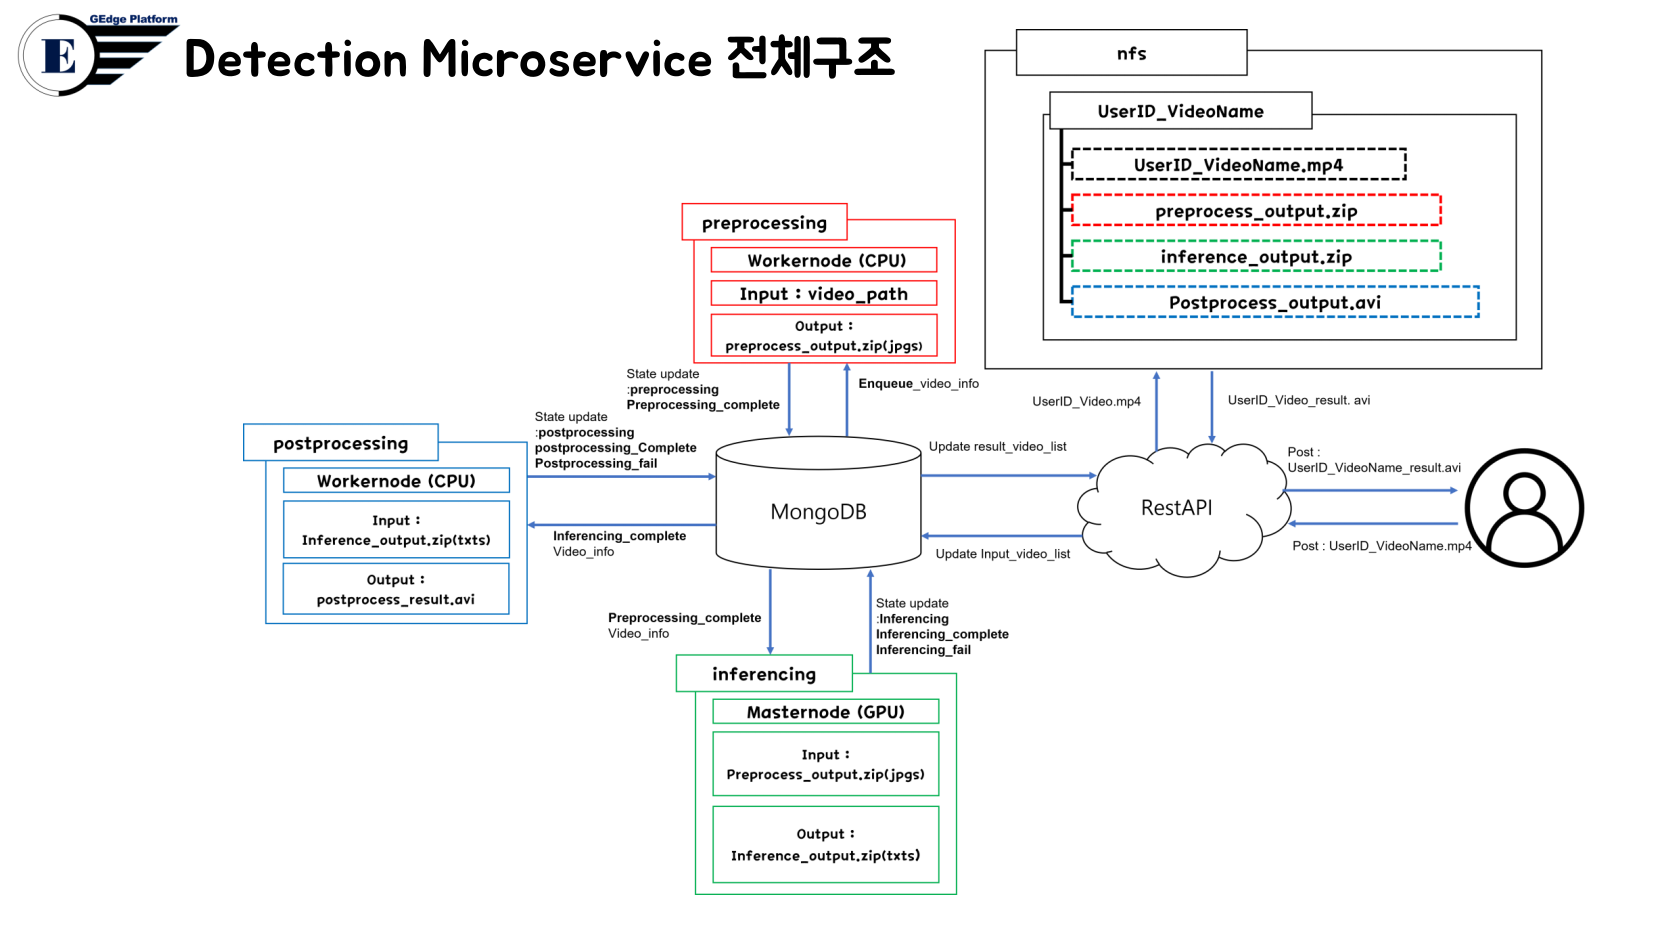 GEdge Platform
E
Detection Microservice 전체구조
nfs
UserID_VideoName
UserID_VideoName.mp4
preprocess_output.zip
inference_output.zip
Postprocess_output.avi
preprocessing
Workernode (CPU)
Input : video_path
Output :
preprocess_output.zip(jpgs)
State update
:preprocessing
Preprocessing_complete
Enqueue_video_info
UserID_Video.mp4
UserID_Video_result. avi
postprocessing
Workernode (CPU)
Input :
Inference_output.zip(txts)
Output :
postprocess_result.avi
State update
:postprocessing
postprocessing_Complete
Postprocessing_fail
Inferencing_complete
Video_info
MongoDB
Update result_video_list
Update Input_video_list
RestAPI
Post :
UserID_VideoName_result.avi
Post : UserID_VideoName.mp4
Preprocessing_complete
Video_info
State update
:Inferencing
Inferencing_complete
Inferencing_fail
inferencing
Masternode (GPU)
Input :
Preprocess_output.zip(jpgs)
Output :
Inference_output.zip(txts)